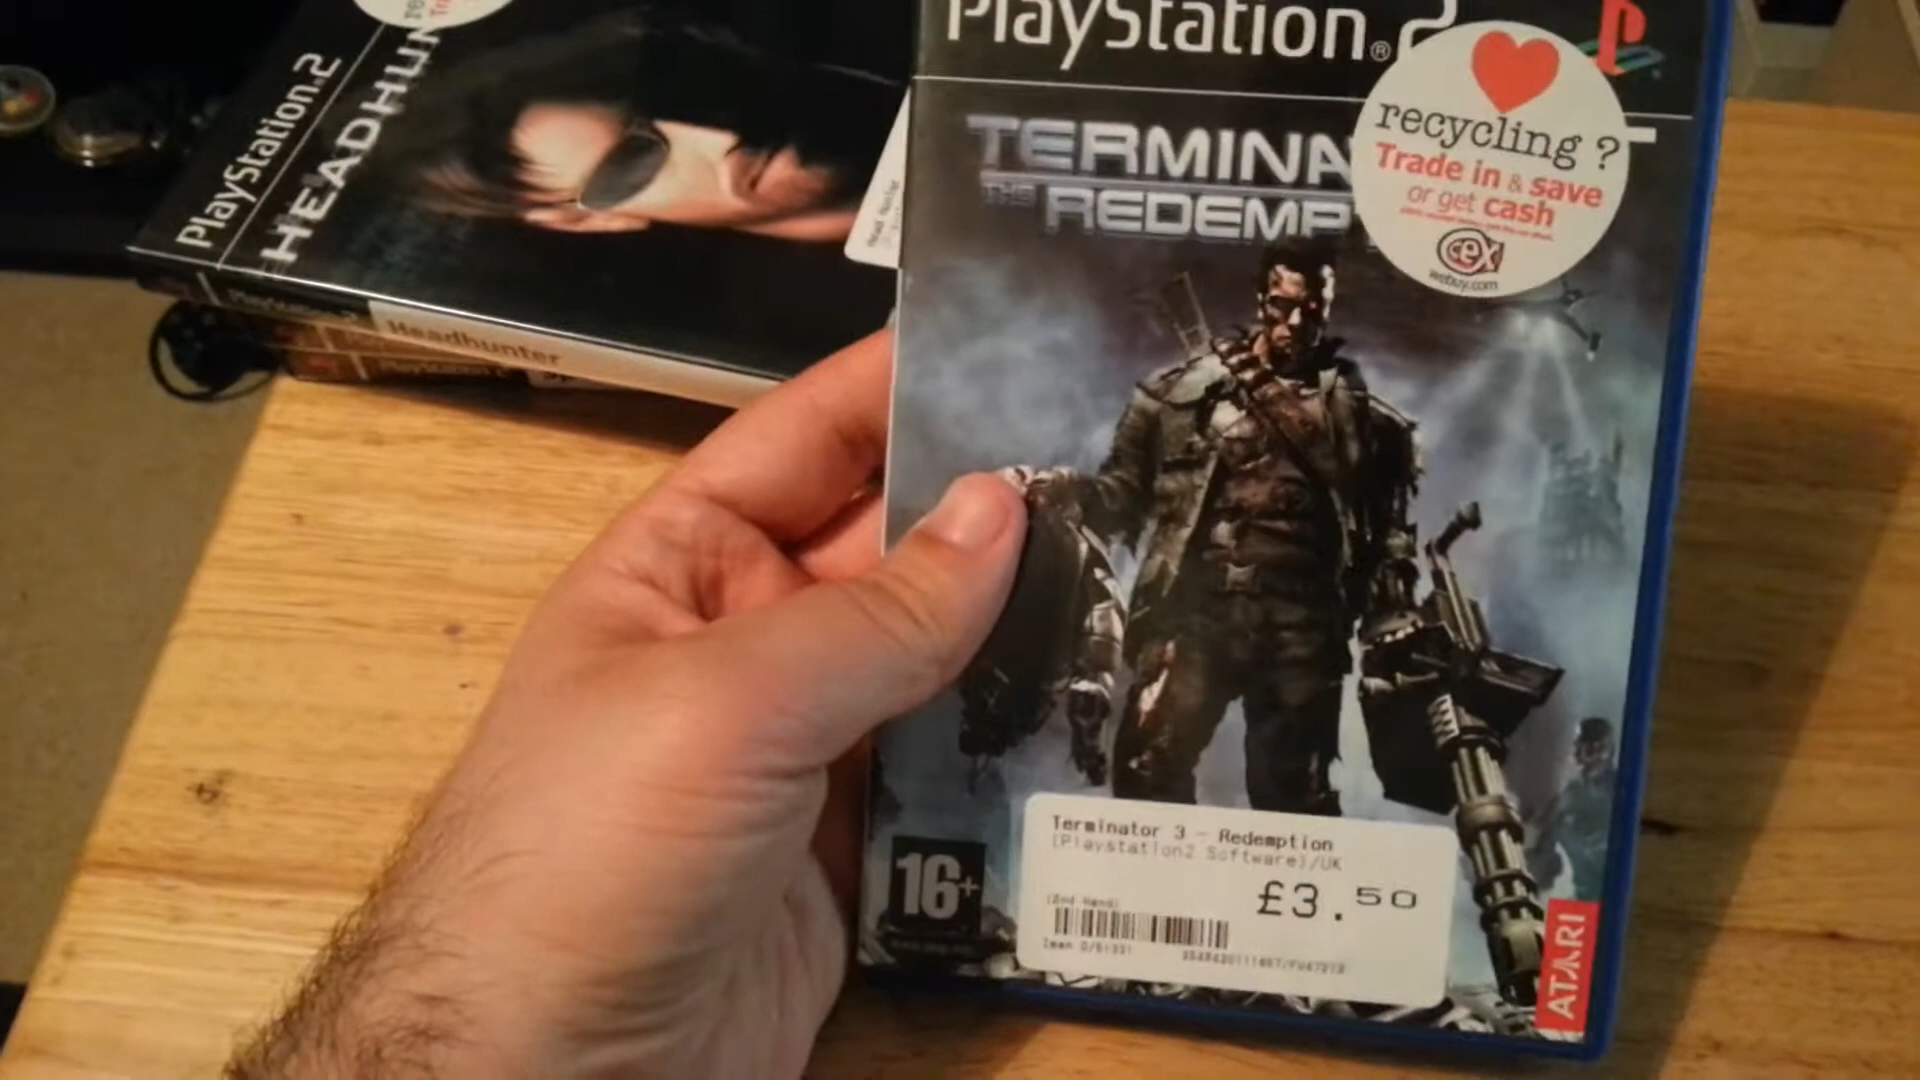 PlayStation.2
HEADHUN
Headhunter
PlayStation®2
TERMINA
THE REDEMP
recycling ?
Trade in & save
or get cash
cex
webuy.com
16+
Terminator 3 - Redemption
[Playstation2 Software]/UK
£3.50
(2nd Hand)
ATARI